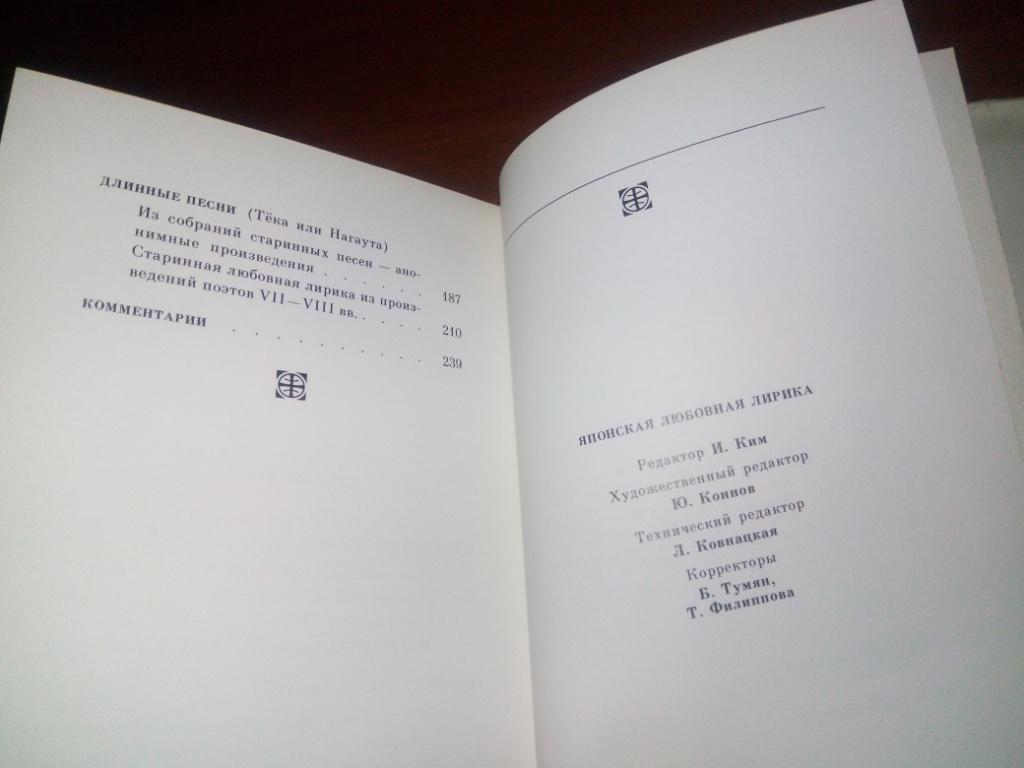 ДЛИННЫЕ ПЕСНИ (Тёка или Нагаута)
Из собраний старинных песен — ано-
нимные произведения . . . . . . 187
Старинная любовная лирика из произ-
ведений поэтов VII—VIII вв. . . . . 210
КОММЕНТАРИИ . . . . . . . . . 239
ЯПОНСКАЯ ЛЮБОВНАЯ ЛИРИКА
Редактор И. Ким
Художественный редактор
Ю. Коннов
Технический редактор
Л. Ковнацкая
Корректоры
Б. Тумян,
Т. Филиппова